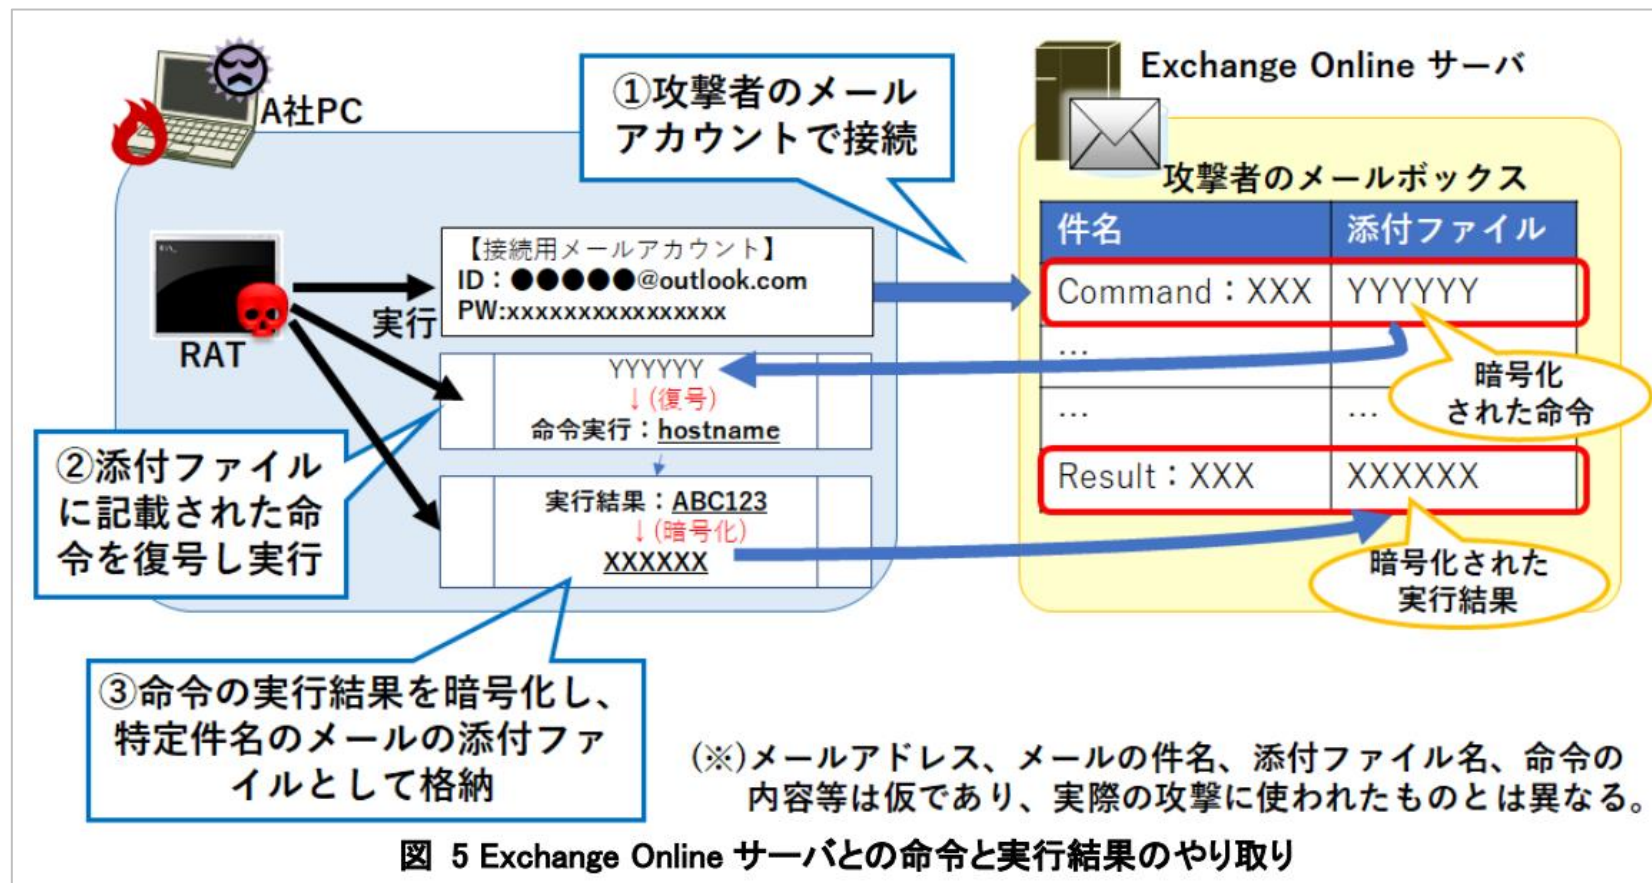 A社PC
①攻撃者のメール
アカウントで接続
Exchange Online サーバ
攻撃者のメールボックス
件名 添付ファイル
Command：XXX YYYYYY
…
… …
Result：XXX XXXXXX
暗号化
された命令
暗号化された
実行結果
RAT
実行
【接続用メールアカウント】
ID：●●●●●@outlook.com
PW:xxxxxxxxxxxxxxxx
YYYYYY
↓(復号)
命令実行：hostname
実行結果：ABC123
↓(暗号化)
XXXXXX
②添付ファイル
に記載された命
令を復号し実行
③命令の実行結果を暗号化し、
特定件名のメールの添付ファ
イルとして格納
(※)メールアドレス、メールの件名、添付ファイル名、命令の
内容等は仮であり、実際の攻撃に使われたものとは異なる。
図 5 Exchange Online サーバとの命令と実行結果のやり取り